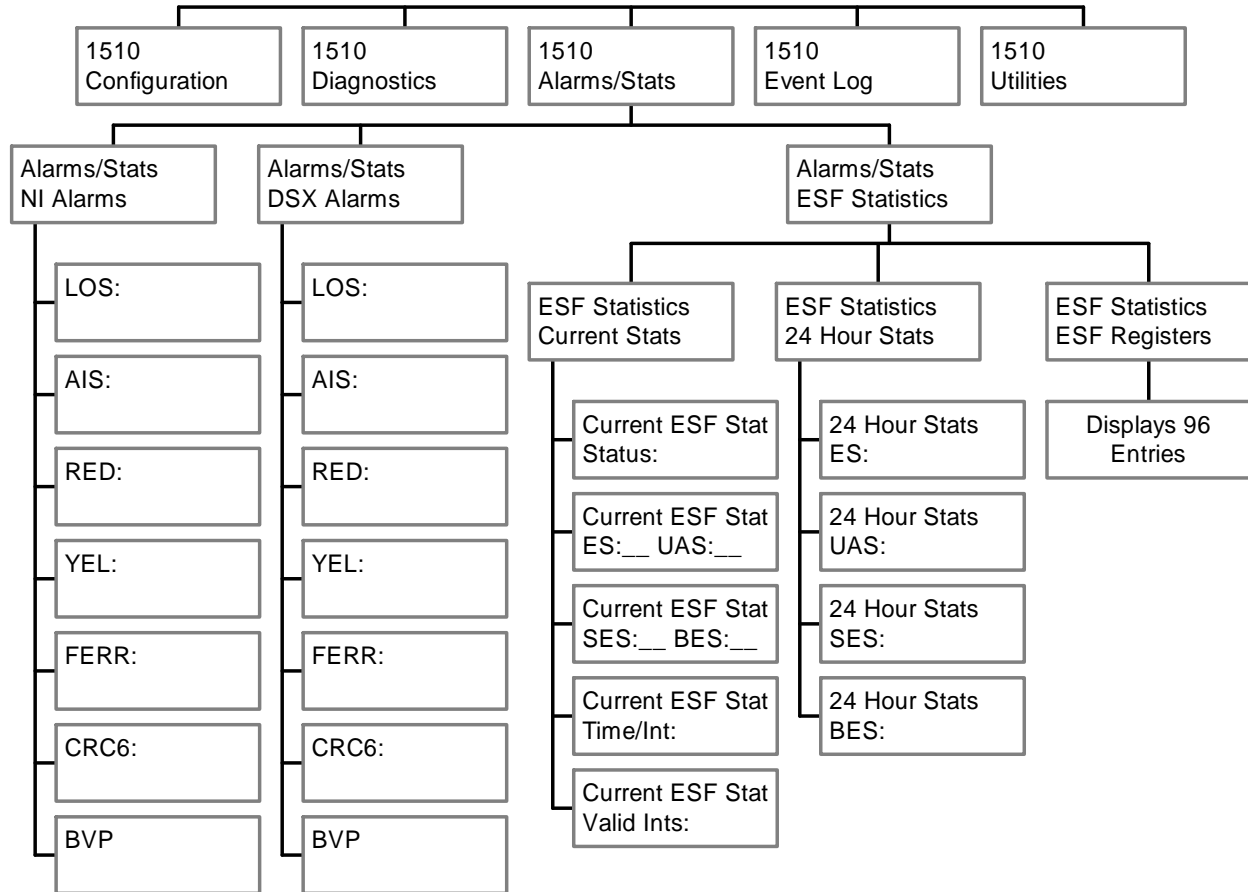 1510
Configuration
1510
Diagnostics
1510
Alarms/Stats
1510
Event Log
1510
Utilities
Alarms/Stats
NI Alarms
Alarms/Stats
DSX Alarms
Alarms/Stats
ESF Statistics
LOS:
AIS:
RED:
YEL:
FERR:
CRC6:
BVP
LOS:
AIS:
RED:
YEL:
FERR:
CRC6:
BVP
ESF Statistics
Current Stats
Current ESF Stat
Status:
Current ESF Stat
ES:__ UAS:__
Current ESF Stat
SES:__ BES:__
Current ESF Stat
Time/Int:
Current ESF Stat
Valid Ints:
ESF Statistics
24 Hour Stats
24 Hour Stats
ES:
24 Hour Stats
UAS:
24 Hour Stats
SES:
24 Hour Stats
BES:
ESF Statistics
ESF Registers
Displays 96
Entries